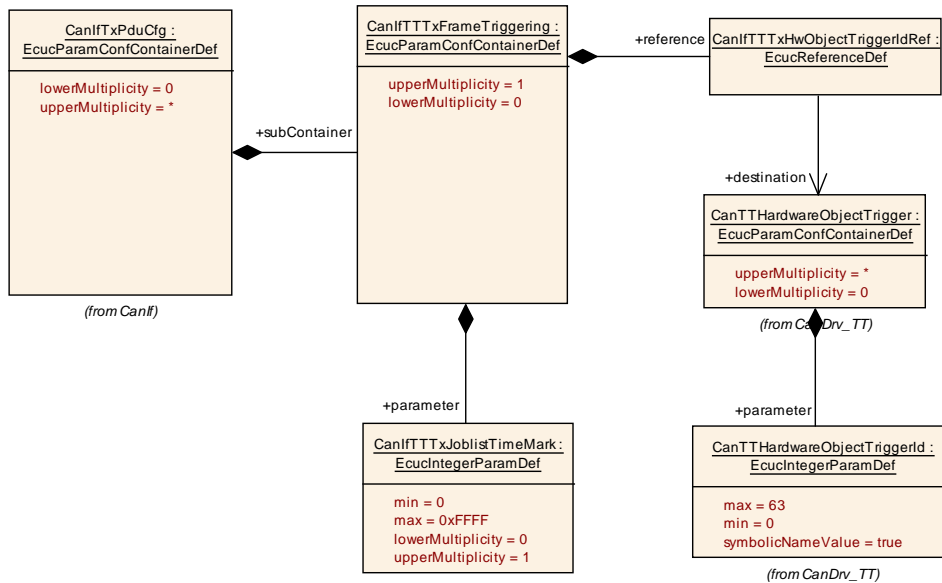 CanIfTxPduCfg :
EcucParamConfContainerDef
lowerMultiplicity = 0
upperMultiplicity = *
(from CanIf)
+subContainer
CanIfTTTxFrameTriggering :
EcucParamConfContainerDef
upperMultiplicity = 1
lowerMultiplicity = 0
+reference
CanIfTTTxHwObjectTriggerIdRef :
EcucReferenceDef
+destination
CanTTHardwareObjectTrigger :
EcucParamConfContainerDef
upperMultiplicity = *
lowerMultiplicity = 0
(from CanDrv_TT)
+parameter
CanIfTTTxJoblistTimeMark :
EcucIntegerParamDef
min = 0
max = 0xFFFF
lowerMultiplicity = 0
upperMultiplicity = 1
+parameter
CanTTHardwareObjectTriggerId :
EcucIntegerParamDef
max = 63
min = 0
symbolicNameValue = true
(from CanDrv_TT)